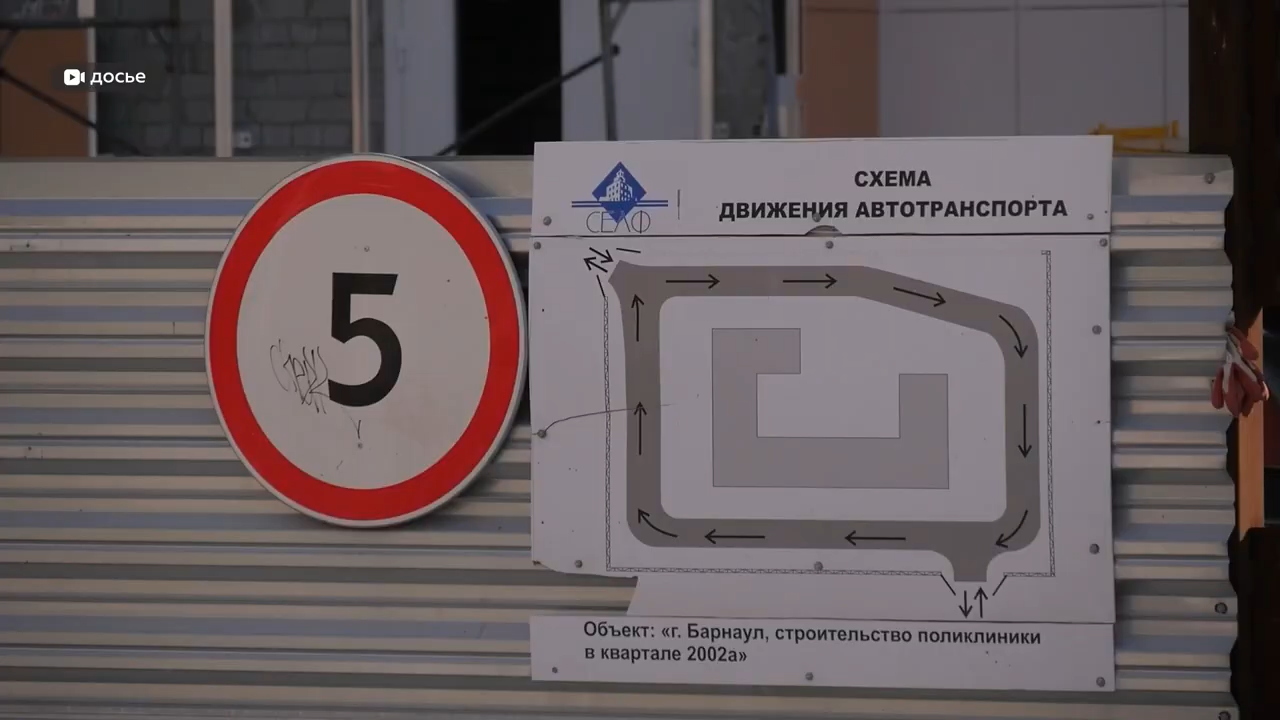 досье
5
СЕЛФ
СХЕМА
ДВИЖЕНИЯ АВТОТРАНСПОРТА
Объект: «г. Барнаул, строительство поликлиники
в квартале 2002а»